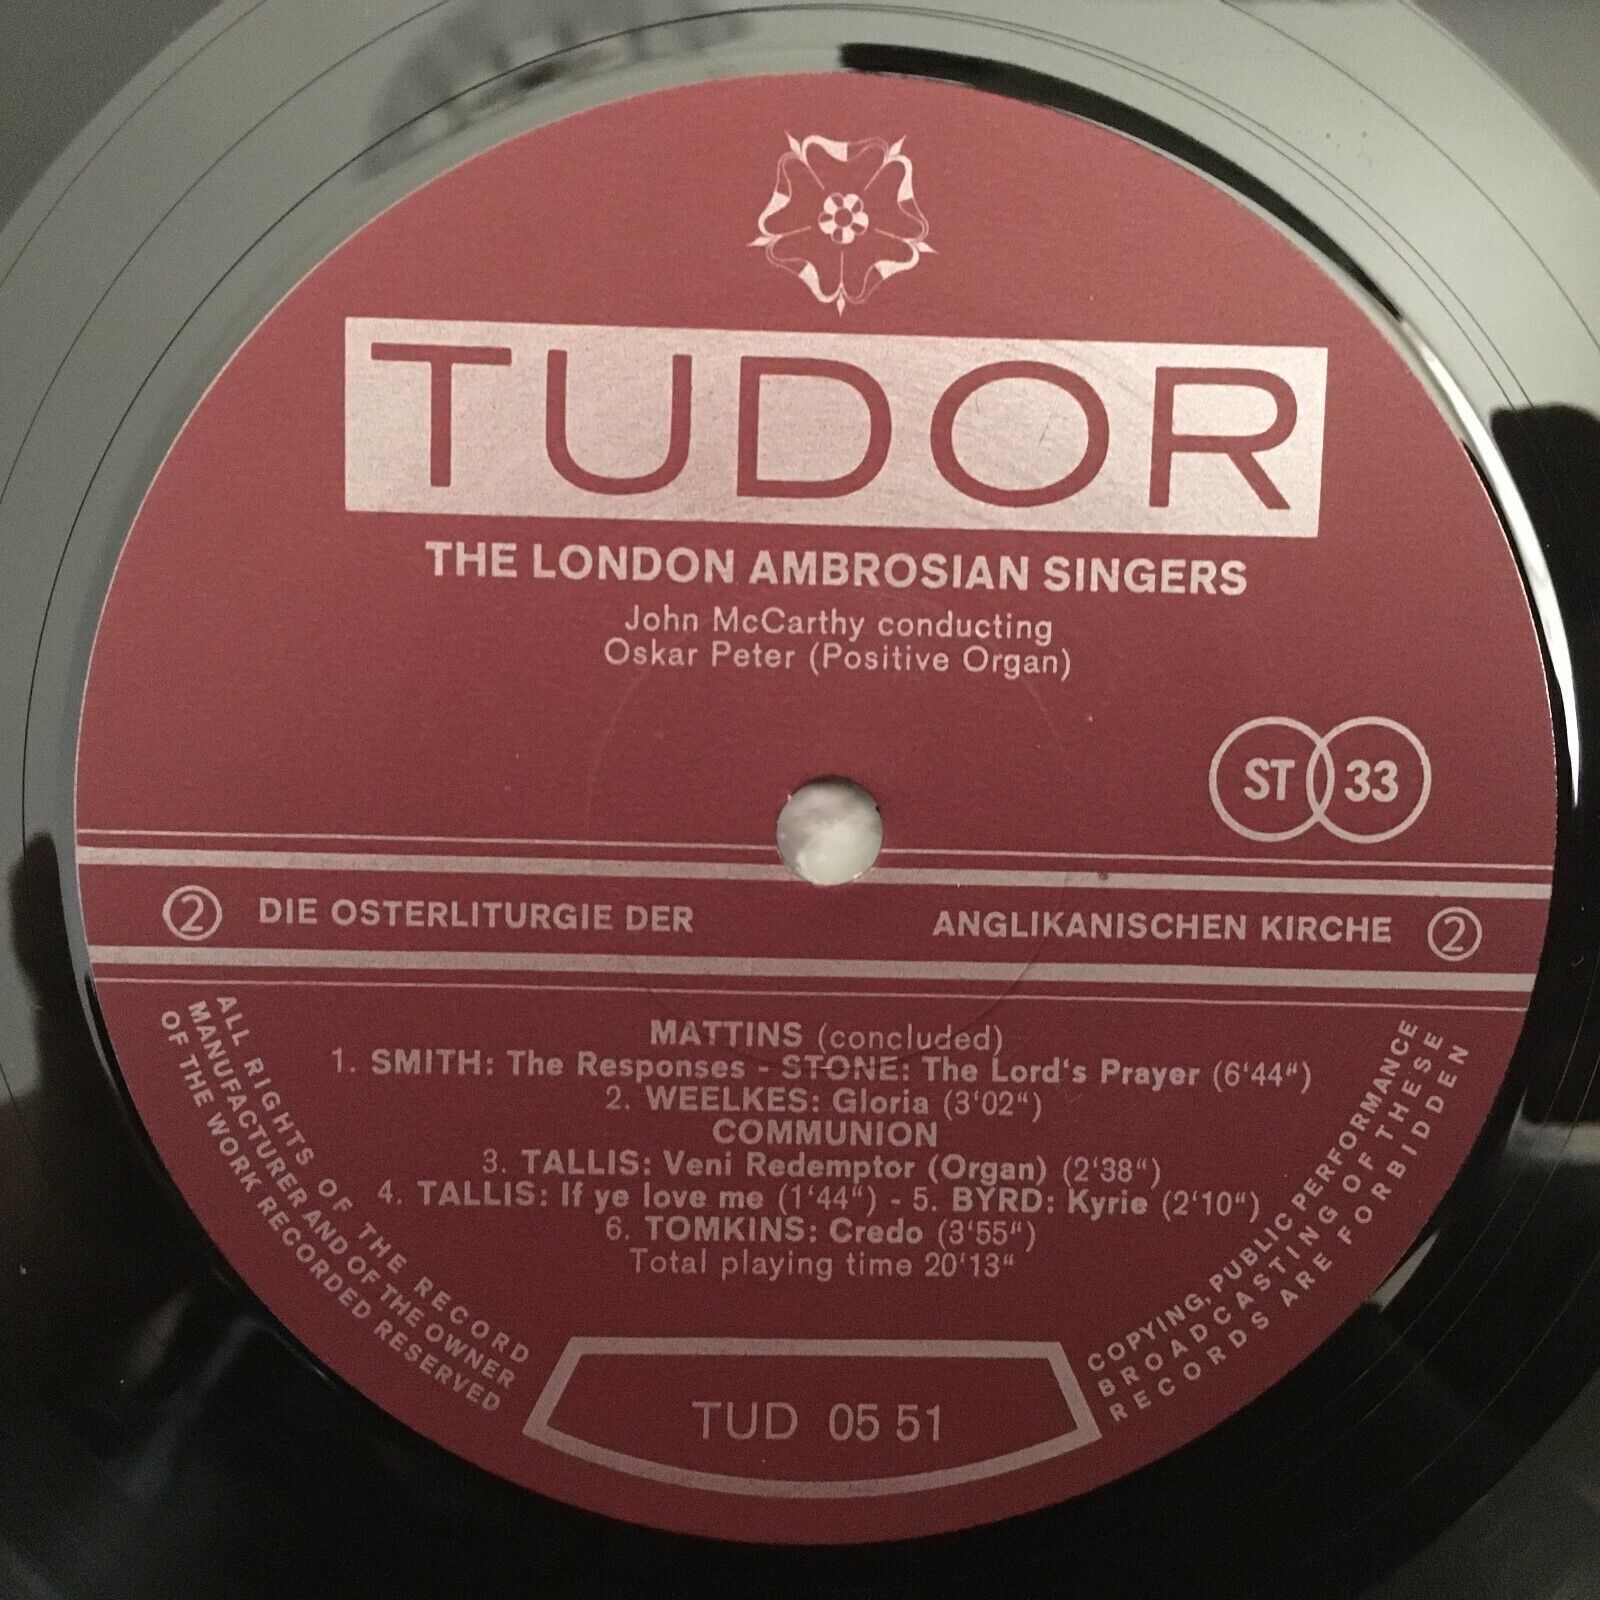 TUDOR
THE LONDON AMBROSIAN SINGERS
John McCarthy conducting
Oskar Peter (Positive Organ)
ST 33
② DIE OSTERLITURGIE DER ANGLIKANISCHEN KIRCHE ②
MATTINS (concluded)
1. SMITH: The Responses - STONE: The Lord's Prayer (6'44")
2. WEELKES: Gloria (3'02")
COMMUNION
3. TALLIS: Veni Redemptor (Organ) (2'38")
4. TALLIS: If ye love me (1'44") - 5. BYRD: Kyrie (2'10")
6. TOMKINS: Credo (3'55")
Total playing time 20'13"
ALL RIGHTS OF THE RECORD
MANUFACTURER AND OF THE OWNER
OF THE WORK RECORDED RESERVED
COPYING, PUBLIC PERFORMANCE
BROADCASTING OF THESE
RECORDS ARE FORBIDDEN
TUD 05 51